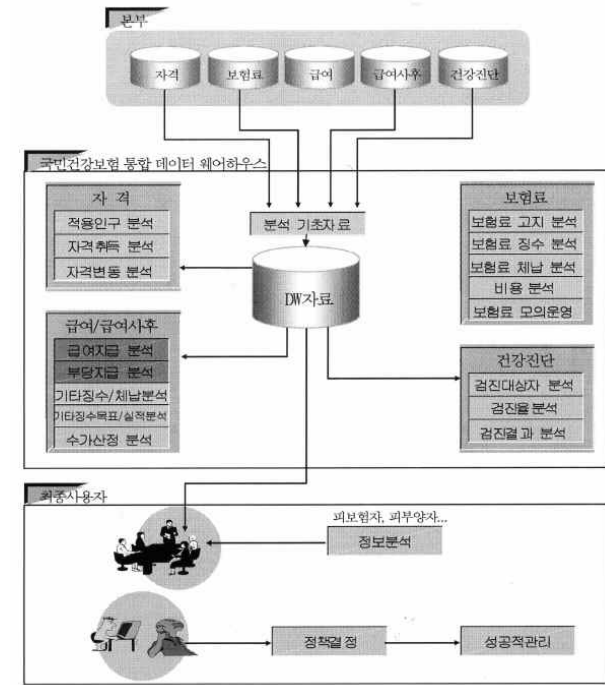 본부
자격
보험료
급여
급여사후
건강진단
국민건강보험 통합 데이터 웨어하우스
분석 기초자료
DW자료
자 격
적용인구 분석
자격취득 분석
자격변동 분석
급여/급여사후
급여지급 분석
부당지급 분석
기타징수/체납분석
기타징수목표/실적분석
수가산정 분석
보험료
보험료 고지 분석
보험료 징수 분석
보험료 체납 분석
비용 분석
보험료 모의운영
건강진단
검진대상자 분석
검진율분석
검진결과 분석
최종사용자
피보험자, 피부양자...
정보분석
정책결정
성공적관리